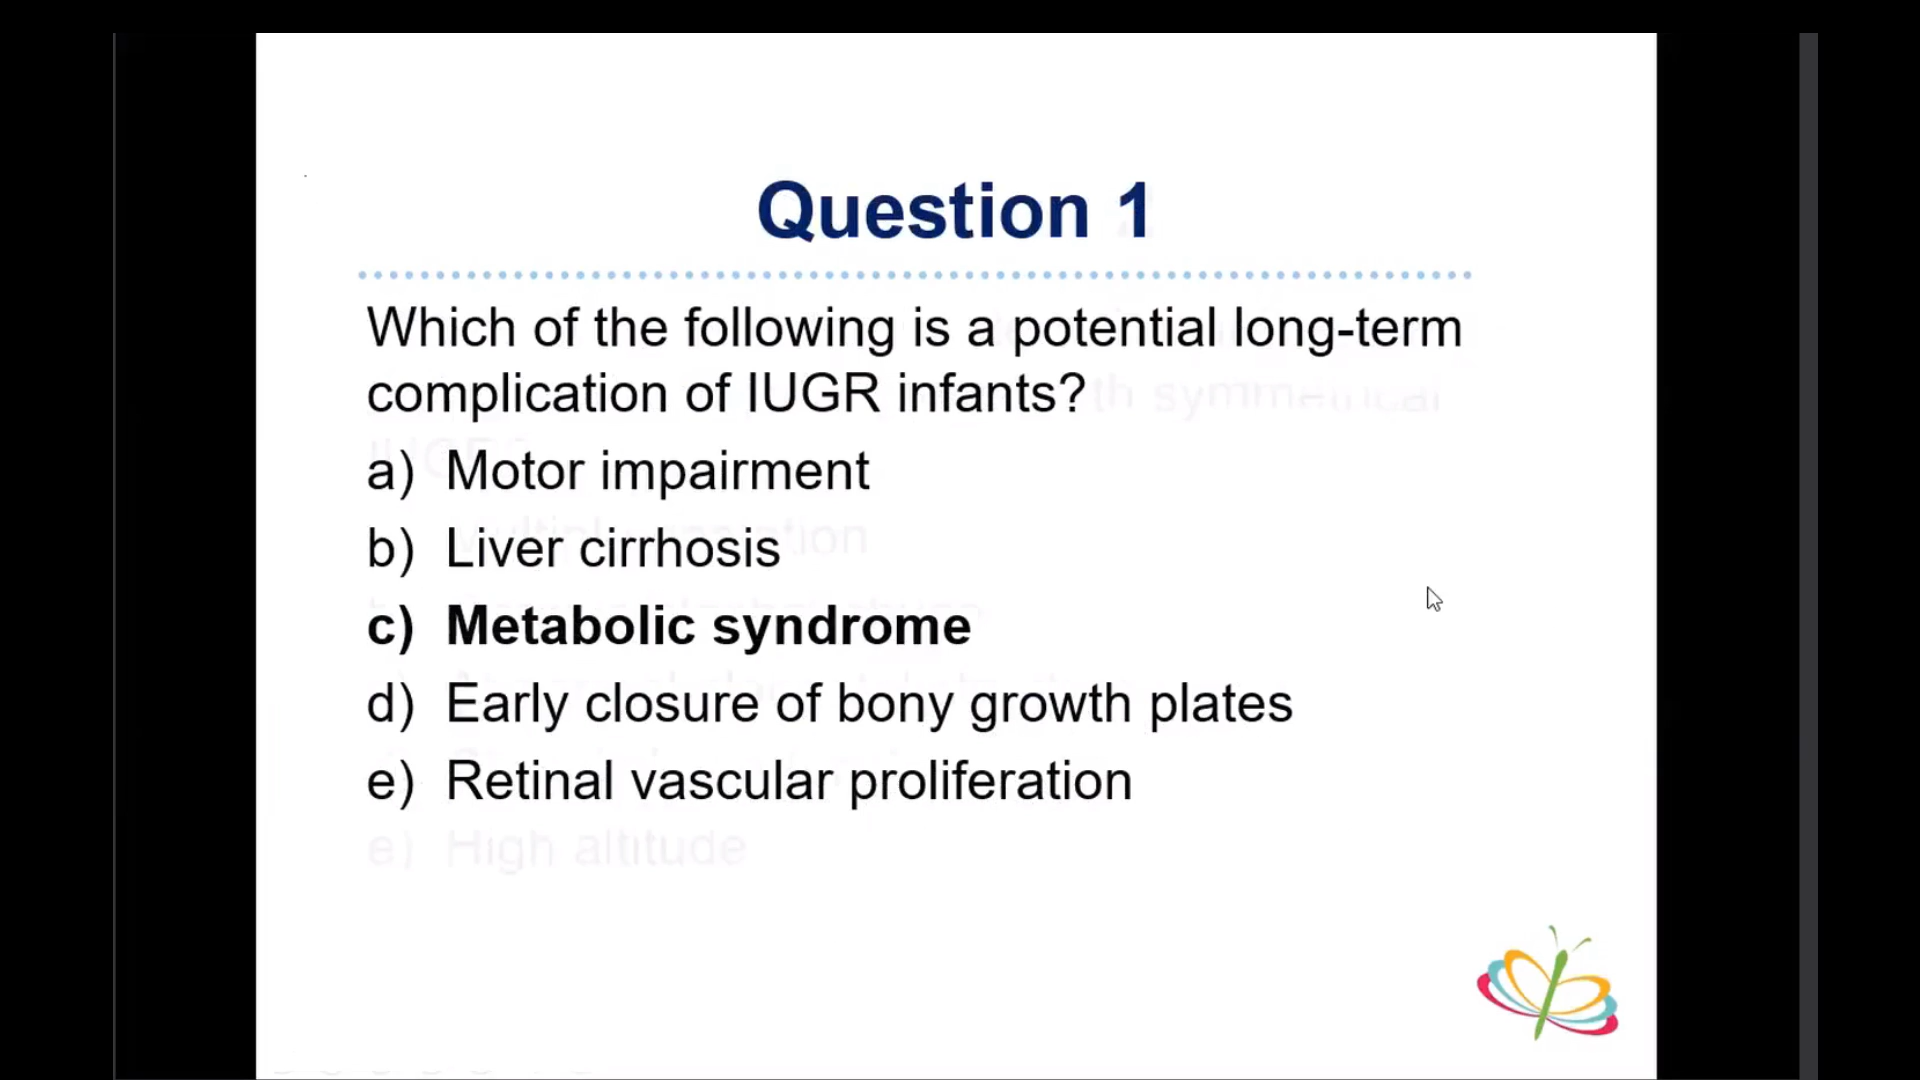 Question 1
Which of the following is a potential long-term
complication of IUGR infants?
a) Motor impairment
b) Liver cirrhosis
c) Metabolic syndrome
d) Early closure of bony growth plates
e) Retinal vascular proliferation
e) High altitude